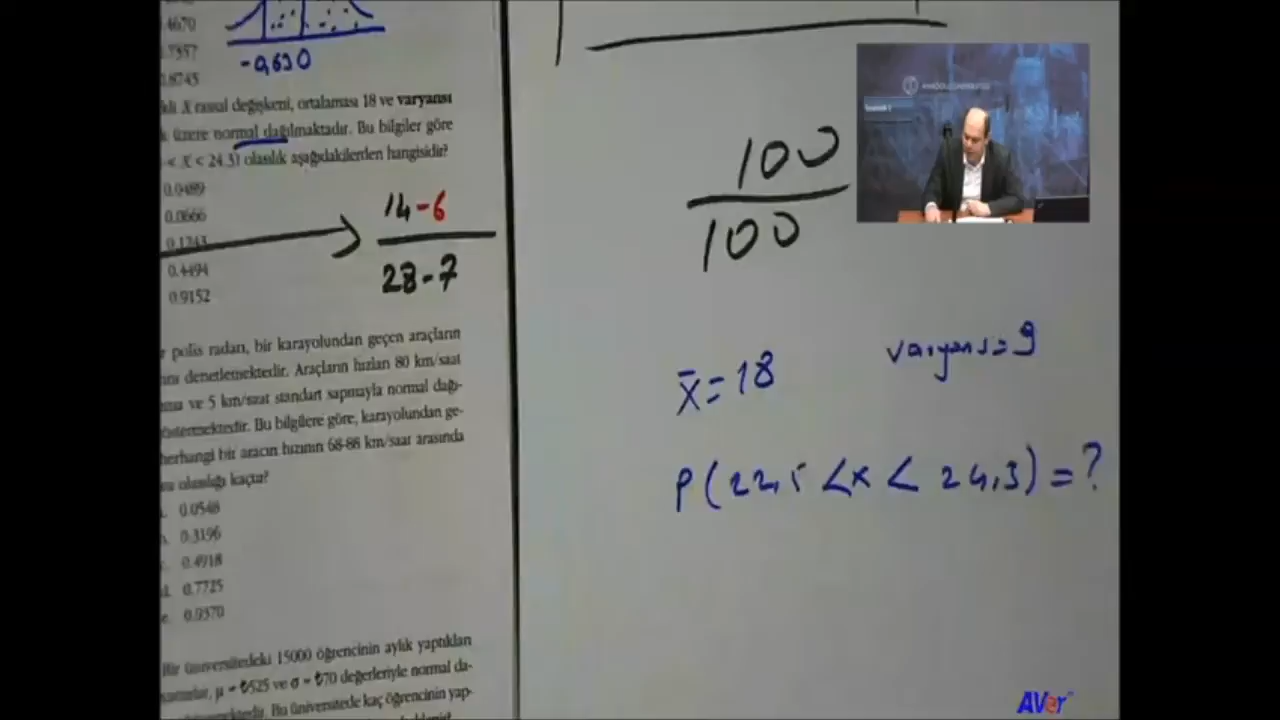 .4670
.7357
0.8745
-0,630
X rassal değişkeni, ortalaması 18 ve varyansı
üzere normal dağılmaktadır. Bu bilgiler göre
< X < 24.3) olasılık aşağıdakilerden hangisidir?
0.0489
0.0666
0.1243
0.4494
0.9152
14-6
28-7
polis radarı, bir karayolundan geçen araçların
denetlemektedir. Araçların hızları 80 km/saat
ve 5 km/saat standart sapmayla normal dağı-
göstermektedir. Bu bilgilere göre, karayolundan ge-
herhangi bir aracın hızının 68-88 km/saat arasında
olasılığı kaçtır?
0.0548
0.3196
0.4918
d. 0.7725
e. 0.9370
Bir üniversitedeki 15000 öğrencinin aylık yaptıkları
μ = ₺525 ve σ = ₺70 değerleriyle normal da-
Bu üniversitede kaç öğrencinin yap-
100
100
x̄=18
varyans=9
P(22,5 <x < 24,3)=?
AVer